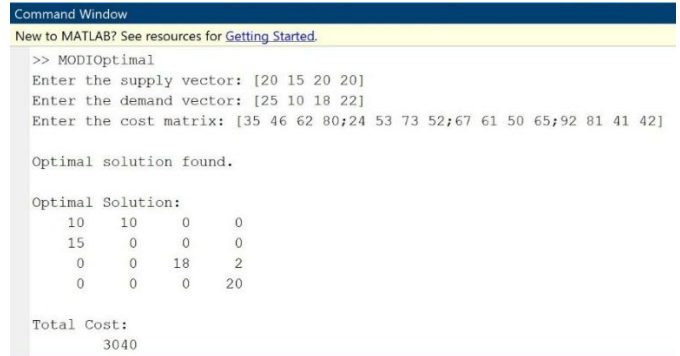 Command Window
New to MATLAB? See resources for Getting Started.
>> MODIOptimal
Enter the supply vector: [20 15 20 20]
Enter the demand vector: [25 10 18 22]
Enter the cost matrix: [35 46 62 80;24 53 73 52;67 61 50 65;92 81 41 42]
Optimal solution found.
Optimal Solution:
10 10 0 0
15 0 0 0
0 0 18 2
0 0 0 20
Total Cost:
3040